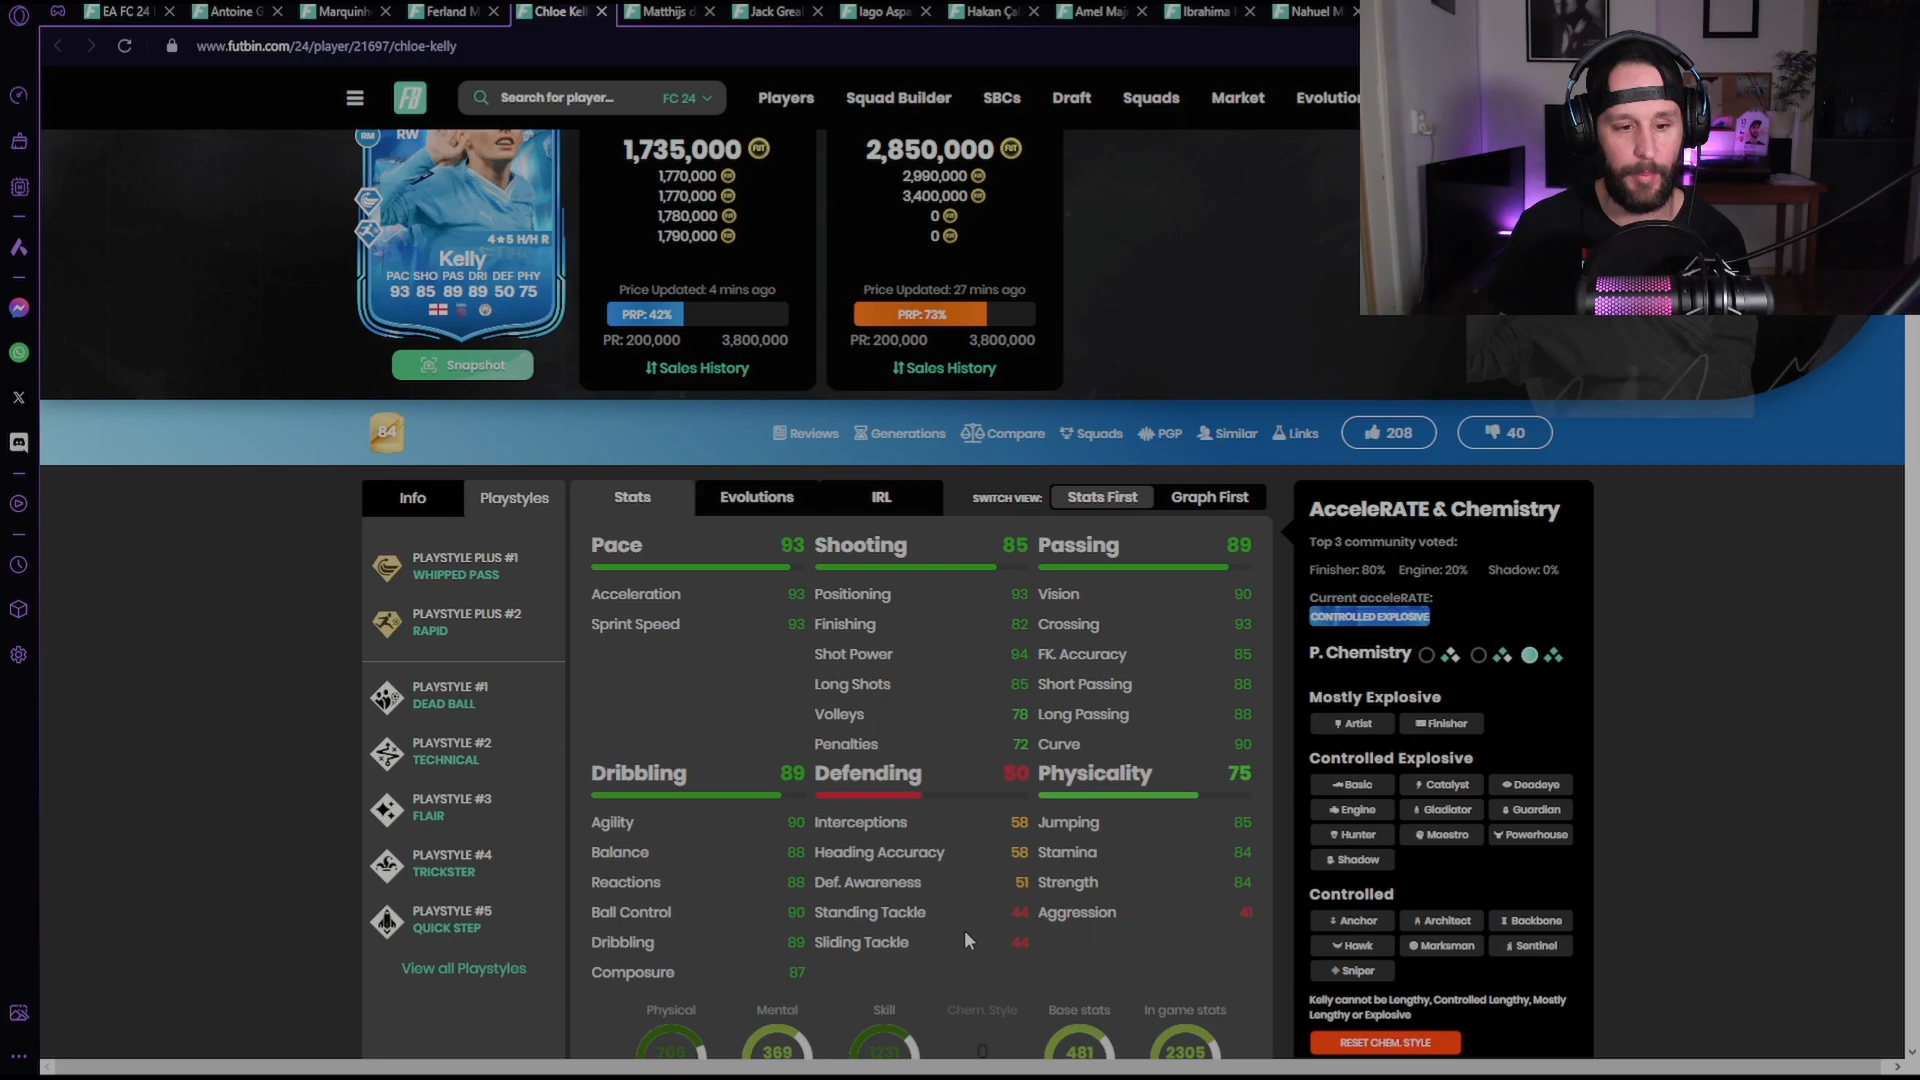 EA FC 24
Antoine G
Marquinh
Ferland M
Chloe Kel
Matthijs d
Jack Grea
Iago Aspa
Hakan Ça
Amel Maj
Ibrahima
Nahuel M
www.futbin.com/24/player/21697/chloe-kelly
FB
Search for player...
FC 24
Players
Squad Builder
SBCs
Draft
Squads
Market
Evolution
RM
RW
4★5 H/H R
Kelly
PAC SHO PAS DRI DEF PHY
93 85 89 89 50 75
Snapshot
1,735,000
1,770,000
1,770,000
1,780,000
1,790,000
Price Updated: 4 mins ago
PRP: 42%
PR: 200,000 3,800,000
Sales History
2,850,000
2,990,000
3,400,000
0
0
Price Updated: 27 mins ago
PRP: 73%
PR: 200,000 3,800,000
Sales History
84
Reviews
Generations
Compare
Squads
PGP
Similar
Links
208
40
Info
Playstyles
PLAYSTYLE PLUS #1
WHIPPED PASS
PLAYSTYLE PLUS #2
RAPID
PLAYSTYLE #1
DEAD BALL
PLAYSTYLE #2
TECHNICAL
PLAYSTYLE #3
FLAIR
PLAYSTYLE #4
TRICKSTER
PLAYSTYLE #5
QUICK STEP
View all Playstyles
Stats
Evolutions
IRL
SWITCH VIEW:
Stats First
Graph First
Pace 93
Acceleration 93
Sprint Speed 93
Shooting 85
Positioning 93
Finishing 82
Shot Power 94
Long Shots 85
Volleys 78
Penalties 72
Passing 89
Vision 90
Crossing 93
FK. Accuracy 85
Short Passing 88
Long Passing 88
Curve 90
Dribbling 89
Agility 90
Balance 88
Reactions 88
Ball Control 90
Dribbling 89
Composure 87
Defending 50
Interceptions 58
Heading Accuracy 58
Def. Awareness 51
Standing Tackle 44
Sliding Tackle 44
Physicality 75
Jumping 85
Stamina 84
Strength 84
Aggression 41
Physical
705
Mental
369
Skill
1231
Chem. Style
0
Base stats
481
In game stats
2305
AcceleRATE & Chemistry
Top 3 community voted:
Finisher: 80% Engine: 20% Shadow: 0%
Current acceleRATE:
CONTROLLED EXPLOSIVE
P. Chemistry
Mostly Explosive
Artist
Finisher
Controlled Explosive
Basic
Catalyst
Deadeye
Engine
Gladiator
Guardian
Hunter
Maestro
Powerhouse
Shadow
Controlled
Anchor
Architect
Backbone
Hawk
Marksman
Sentinel
Sniper
Kelly cannot be Lengthy, Controlled Lengthy, Mostly
Lengthy or Explosive
RESET CHEM. STYLE